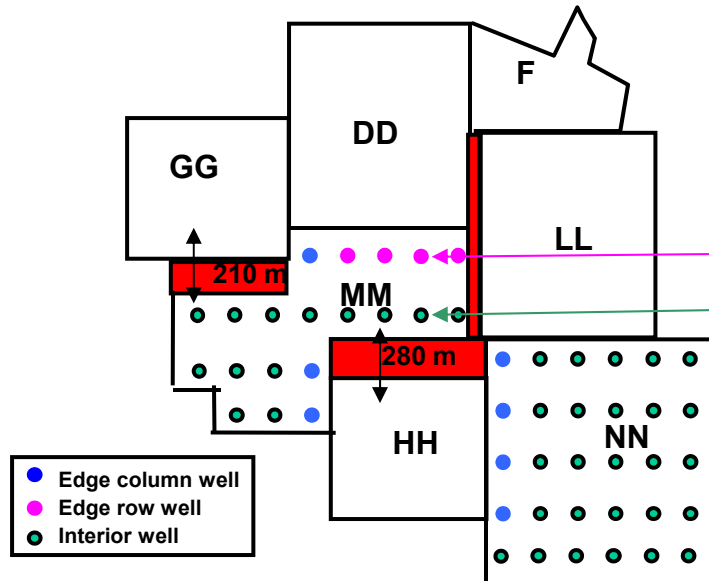 F
DD
GG
LL
210 m
MM
280 m
HH
NN
Edge column well
Edge row well
Interior well